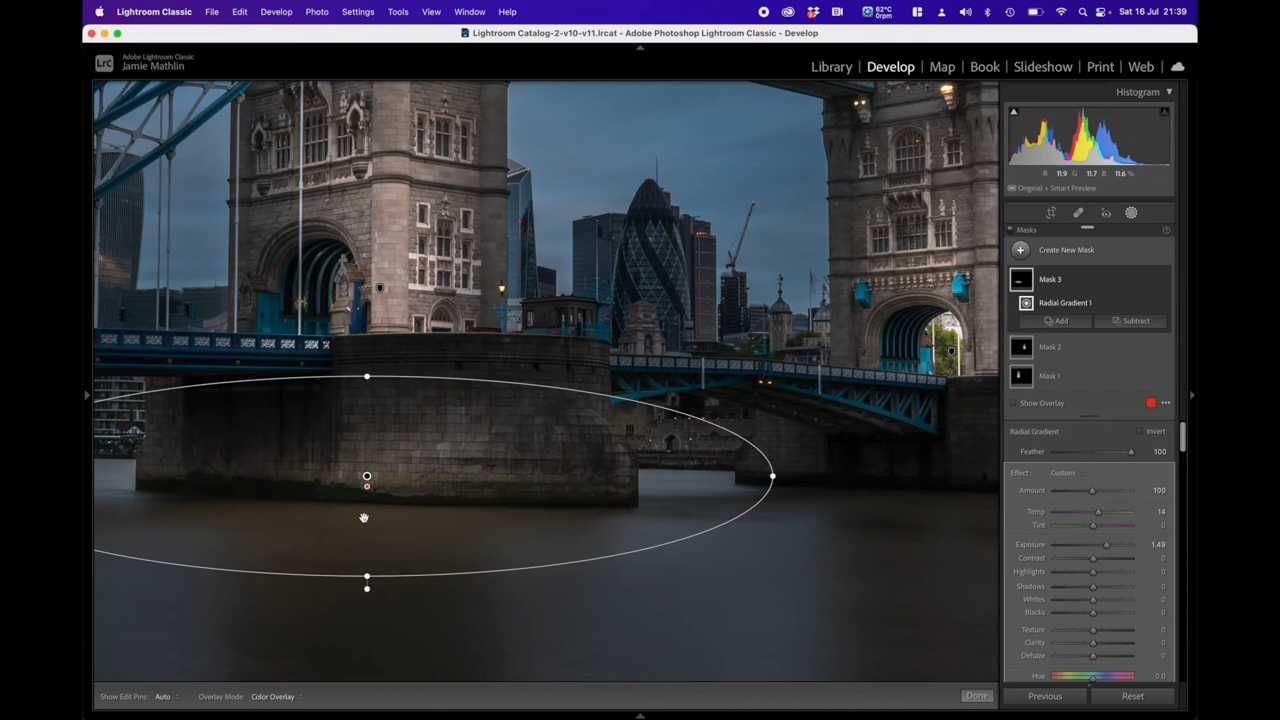 Lightroom Classic File Edit Develop Photo Settings Tools View Window Help 62°C 0rpm Sat 16 Jul 21:39
Lightroom Catalog-2-v10-v11.lrcat - Adobe Photoshop Lightroom Classic - Develop
LrC Adobe Lightroom Classic
Jamie Mathlin
Library | Develop | Map | Book | Slideshow | Print | Web
Histogram
R 11.9 G 11.7 B 11.6 %
Original + Smart Preview
Masks
Create New Mask
Mask 3
Radial Gradient 1
Add Subtract
Mask 2
Mask 1
Show Overlay
Radial Gradient Invert
Feather 100
Effect : Custom
Amount 100
Temp 14
Tint 0
Exposure 1.49
Contrast 0
Highlights 0
Shadows 0
Whites 0
Blacks 0
Texture 0
Clarity 0
Dehaze 0
Hue 0.0
Show Edit Pins: Auto Overlay Mode: Color Overlay Done
Previous Reset